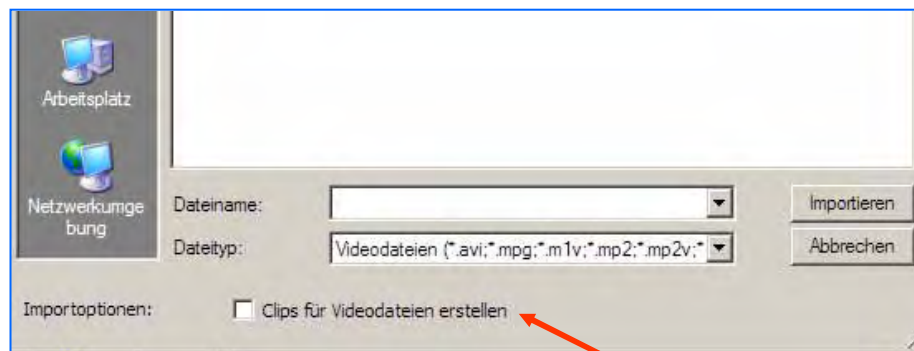 Arbeitsplatz
Netzwerkumge
bung
Dateiname:
Importieren
Dateityp:
Videodateien (*.avi;*.mpg;*.m1v;*.mp2;*.mp2v;*
Abbrechen
Importoptionen:
Clips für Videodateien erstellen